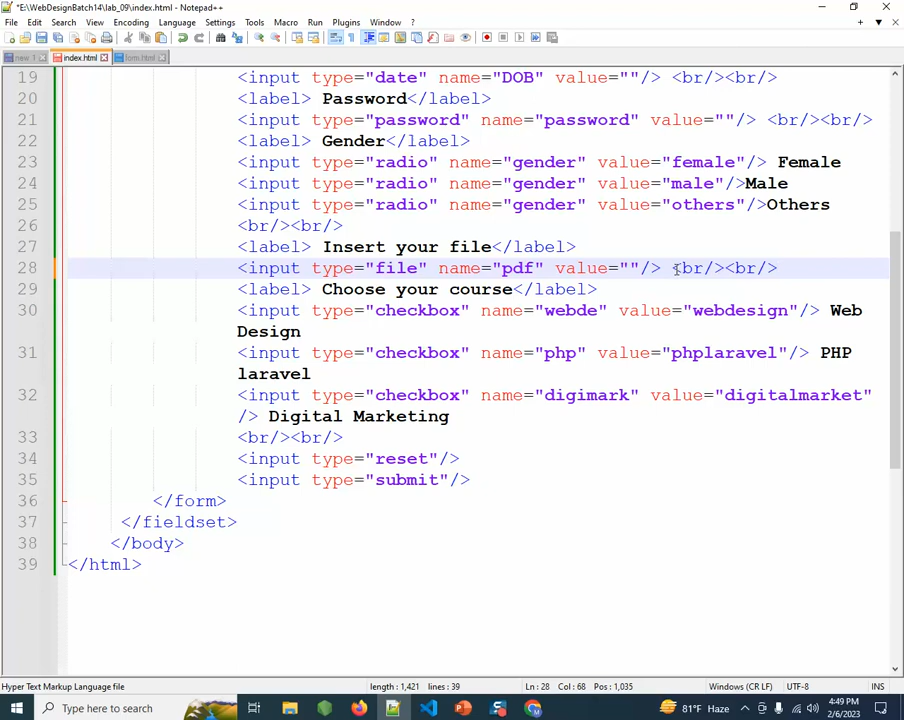 *E:\WebDesignBatch14\lab_09\index.html - Notepad++
File Edit Search View Encoding Language Settings Tools Macro Run Plugins Window ?
new 1 index.html form.html
19 <input type="date" name="DOB" value=""/> <br/><br/>
20 <label> Password</label>
21 <input type="password" name="password" value=""/> <br/><br/>
22 <label> Gender</label>
23 <input type="radio" name="gender" value="female"/> Female
24 <input type="radio" name="gender" value="male"/>Male
25 <input type="radio" name="gender" value="others"/>Others
26 <br/><br/>
27 <label> Insert your file</label>
28 <input type="file" name="pdf" value=""/> <br/><br/>
29 <label> Choose your course</label>
30 <input type="checkbox" name="webde" value="webdesign"/> Web
Design
31 <input type="checkbox" name="php" value="phplaravel"/> PHP
laravel
32 <input type="checkbox" name="digimark" value="digitalmarket"
/> Digital Marketing
33 <br/><br/>
34 <input type="reset"/>
35 <input type="submit"/>
36 </form>
37 </fieldset>
38 </body>
39 </html>
Hyper Text Markup Language file length : 1,421 lines : 39 Ln : 28 Col : 68 Pos : 1,035 Windows (CR LF) UTF-8 INS
Type here to search 81°F Haze 4:49 PM
2/6/2023